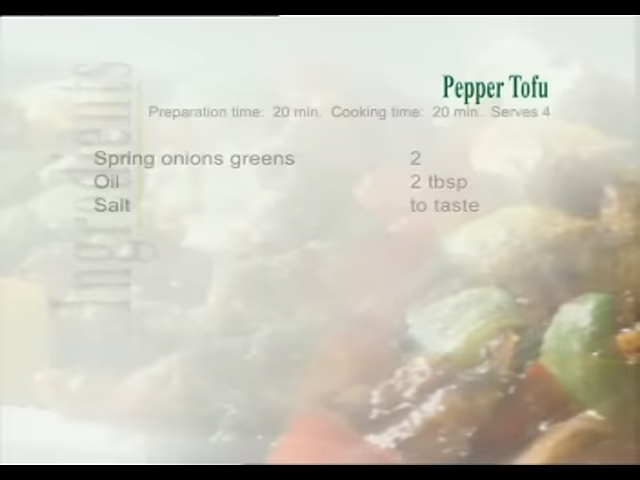 Pepper Tofu
Preparation time: 20 min. Cooking time: 20 min. Serves 4
Ingredients
Spring onions greens 2
Oil 2 tbsp
Salt to taste